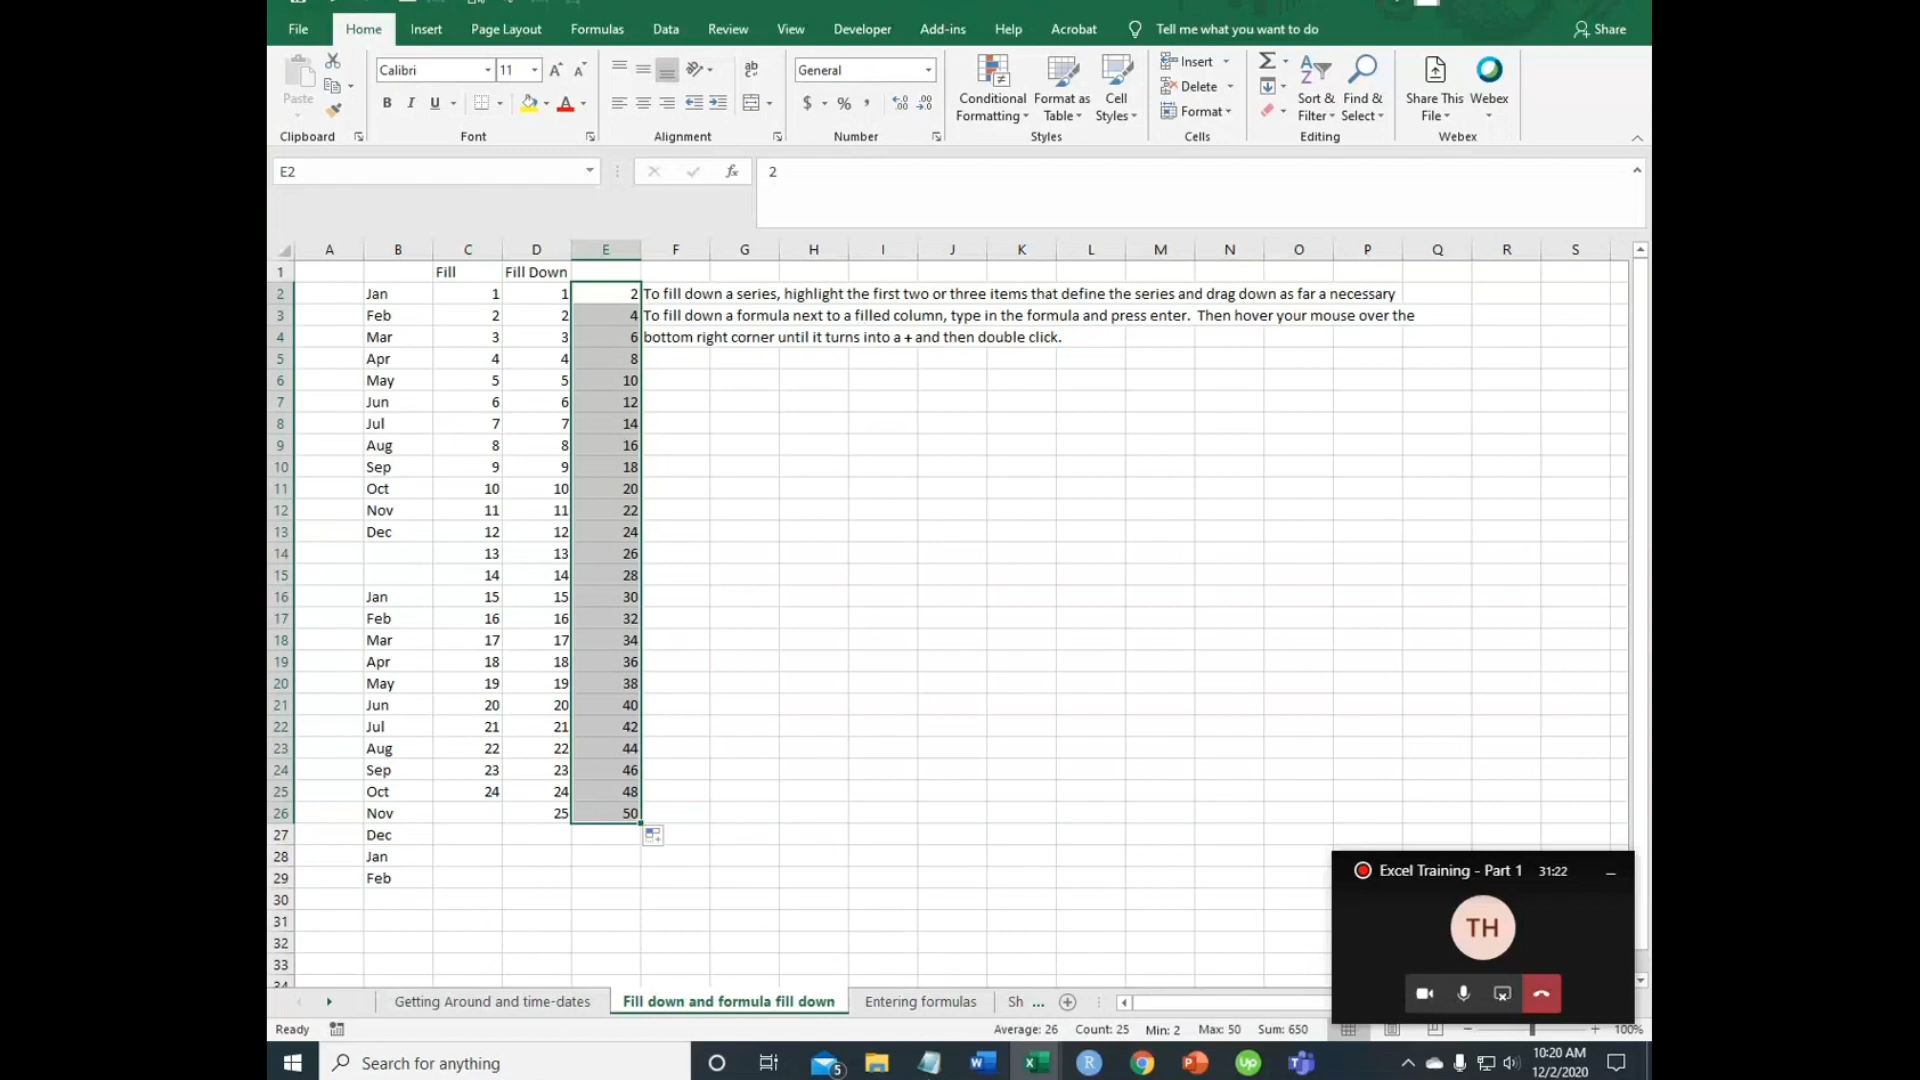 File Home Insert Page Layout Formulas Data Review View Developer Add-ins Help Acrobat Tell me what you want to do Share
Calibri 11 General Insert
Paste Delete
B I U $ % Conditional Format as Cell Sort & Find & Share This Webex
Formatting Table Styles Format Filter Select File
Clipboard Font Alignment Number Styles Cells Editing Webex
E2 fx 2
A B C D E F G H I J K L M N O P Q R S
1 Fill Fill Down
2 Jan 1 1 2 To fill down a series, highlight the first two or three items that define the series and drag down as far a necessary
3 Feb 2 2 4 To fill down a formula next to a filled column, type in the formula and press enter. Then hover your mouse over the
4 Mar 3 3 6 bottom right corner until it turns into a + and then double click.
5 Apr 4 4 8
6 May 5 5 10
7 Jun 6 6 12
8 Jul 7 7 14
9 Aug 8 8 16
10 Sep 9 9 18
11 Oct 10 10 20
12 Nov 11 11 22
13 Dec 12 12 24
14 13 13 26
15 14 14 28
16 Jan 15 15 30
17 Feb 16 16 32
18 Mar 17 17 34
19 Apr 18 18 36
20 May 19 19 38
21 Jun 20 20 40
22 Jul 21 21 42
23 Aug 22 22 44
24 Sep 23 23 46
25 Oct 24 24 48
26 Nov 25 50
27 Dec
28 Jan
29 Feb
30
31
32
33
34
Excel Training - Part 1 31:22
TH
Getting Around and time-dates Fill down and formula fill down Entering formulas Sh ...
Ready Average: 26 Count: 25 Min: 2 Max: 50 Sum: 650 100%
Search for anything 5 10:20 AM
12/2/2020